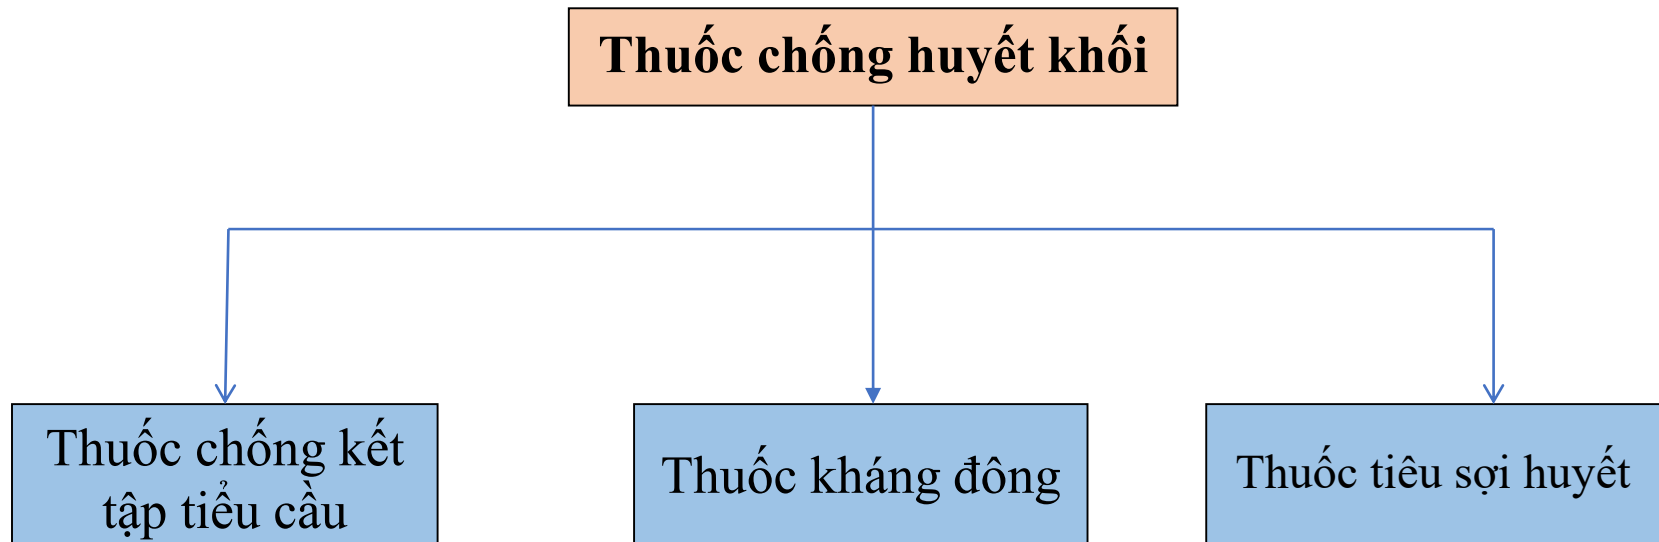 Thuốc chống huyết khối
Thuốc chống kết
tập tiểu cầu
Thuốc kháng đông
Thuốc tiêu sợi huyết